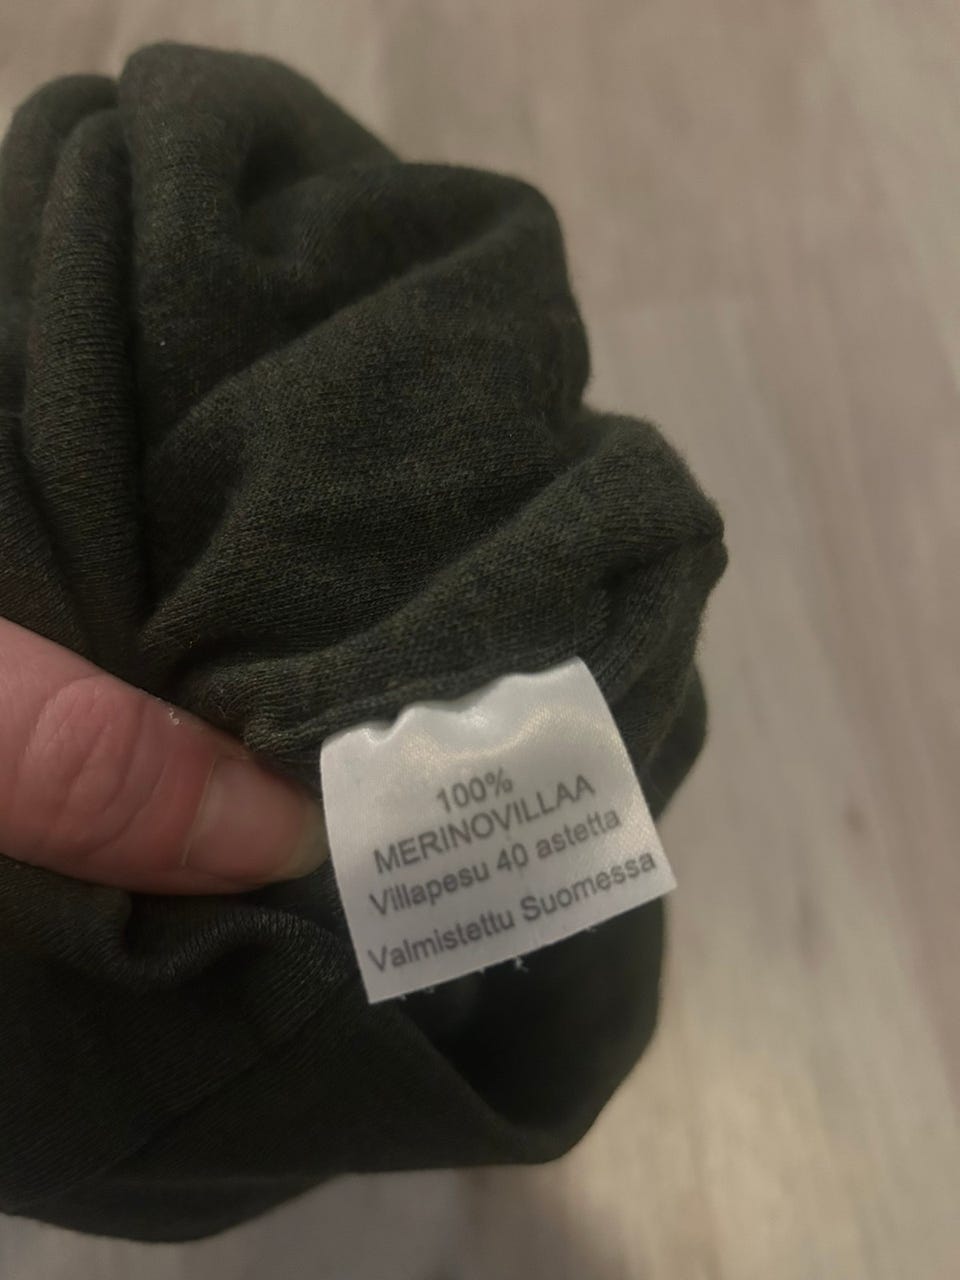 100%
MERINOVILLAA
Villapesu 40 astetta
Valmistettu Suomessa